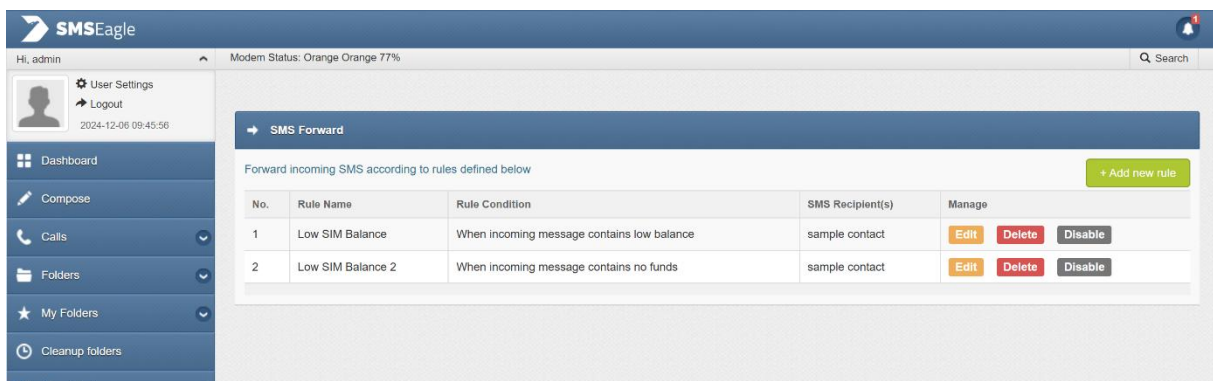 SMSEagle
1
Hi, admin
Modem Status: Orange Orange 77%
Search
User Settings
Logout
2024-12-06 09:45:56
Dashboard
Compose
Calls
Folders
My Folders
Cleanup folders
SMS Forward
Forward incoming SMS according to rules defined below
+ Add new rule
No. Rule Name Rule Condition SMS Recipient(s) Manage
1 Low SIM Balance When incoming message contains low balance sample contact Edit Delete Disable
2 Low SIM Balance 2 When incoming message contains no funds sample contact Edit Delete Disable